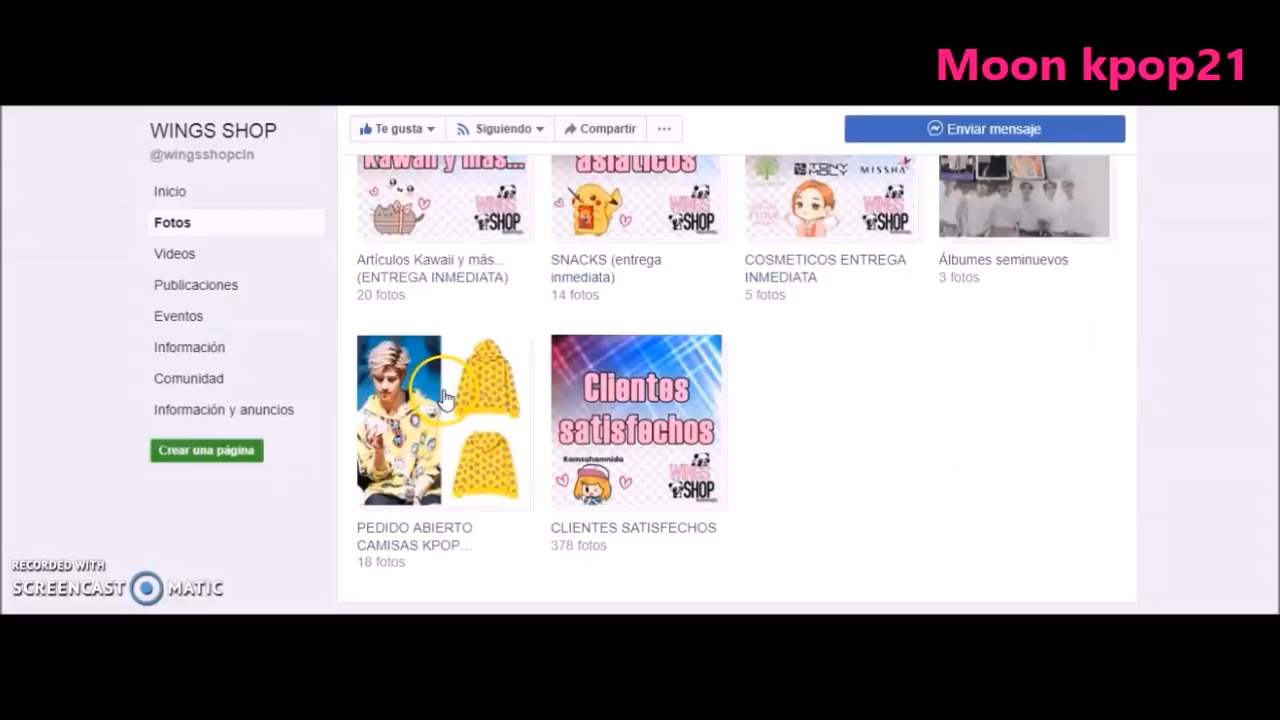 Moon kpop21
WINGS SHOP
@wingsshopcln
Te gusta
Siguiendo
Compartir
Enviar mensaje
Inicio
Fotos
Videos
Publicaciones
Eventos
Información
Comunidad
Información y anuncios
Crear una página
Kawaii y más...
WINGS
SHOP
asiáticos
WINGS
SHOP
TONY
MOLY
MISSHA
WINGS
SHOP
Artículos Kawaii y más...
(ENTREGA INMEDIATA)
20 fotos
SNACKS (entrega
inmediata)
14 fotos
COSMETICOS ENTREGA
INMEDIATA
5 fotos
Álbumes seminuevos
3 fotos
Clientes
satisfechos
Kamsahamnida
WINGS
SHOP
PEDIDO ABIERTO
CAMISAS KPOP...
18 fotos
CLIENTES SATISFECHOS
378 fotos
RECORDED WITH
SCREENCAST MATIC